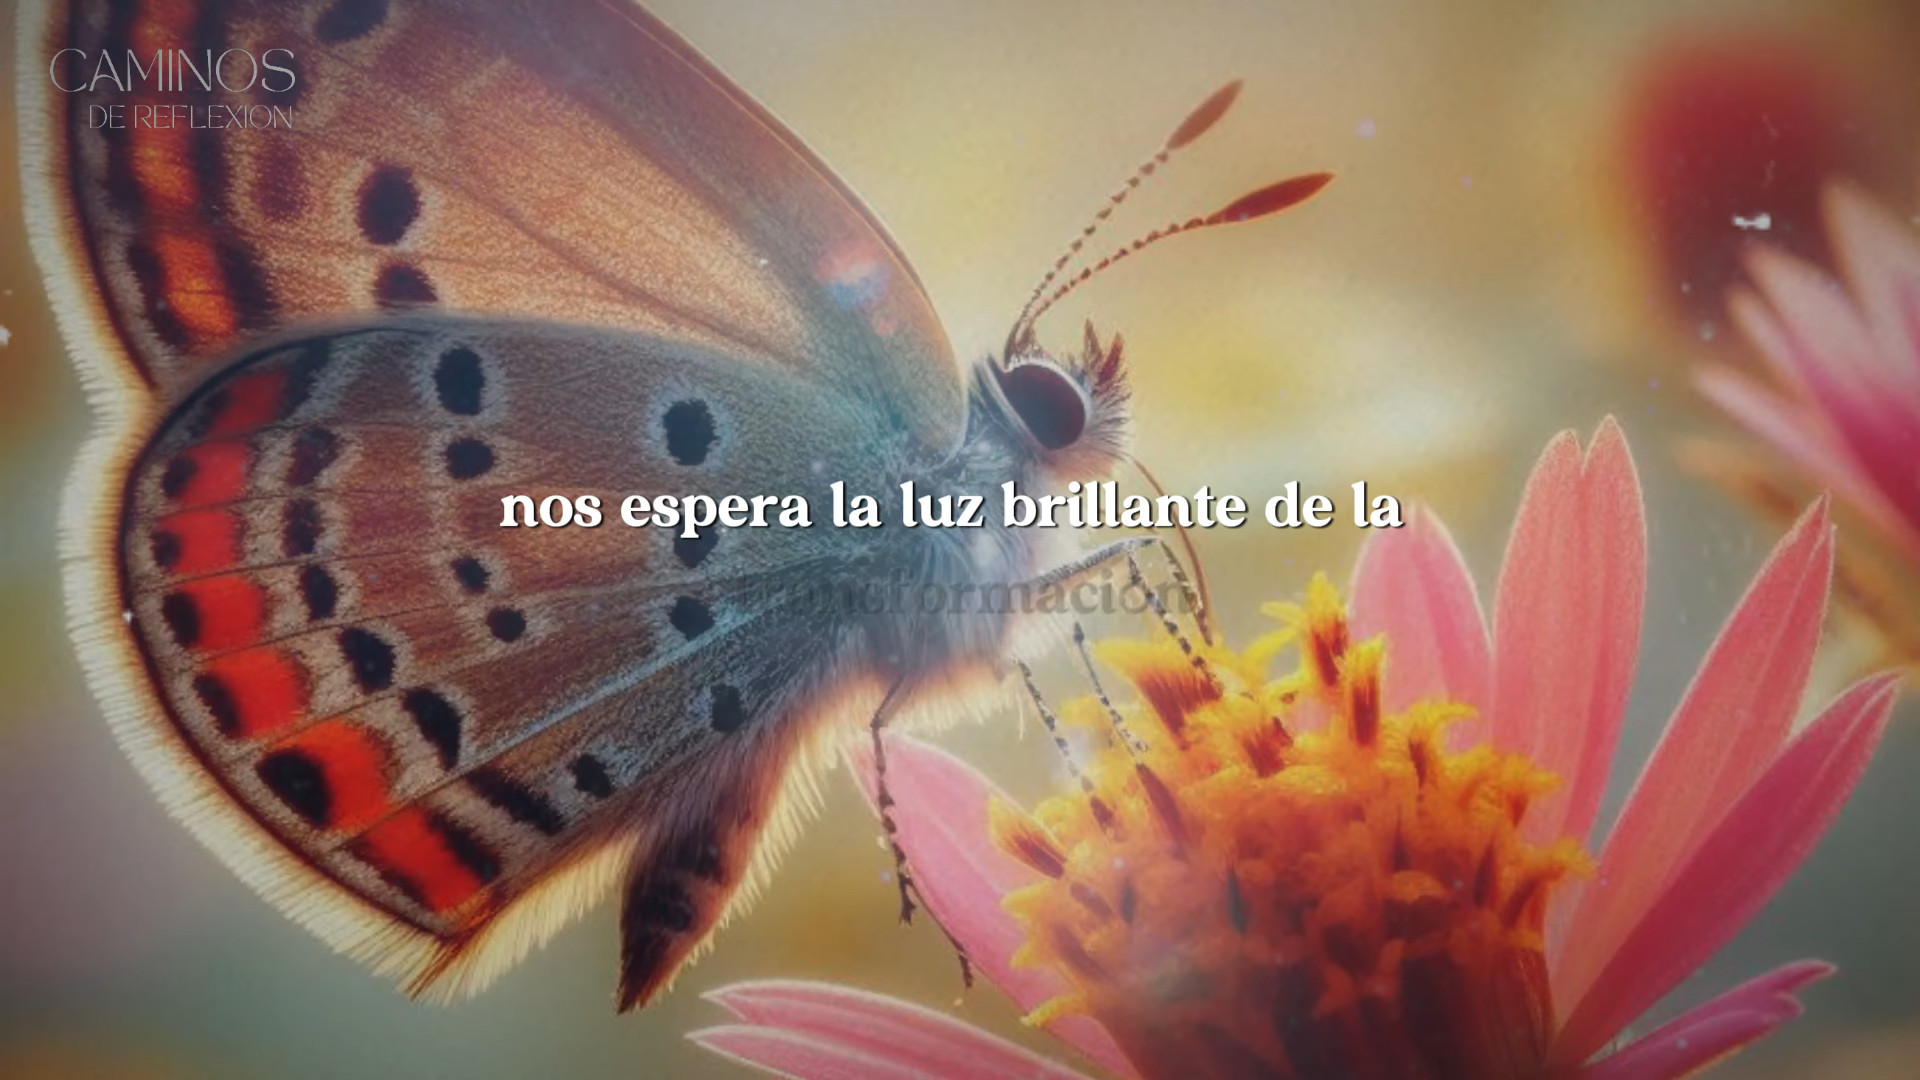 CAMINOS
DE REFLEXION
nos espera la luz brillante de la
transformación